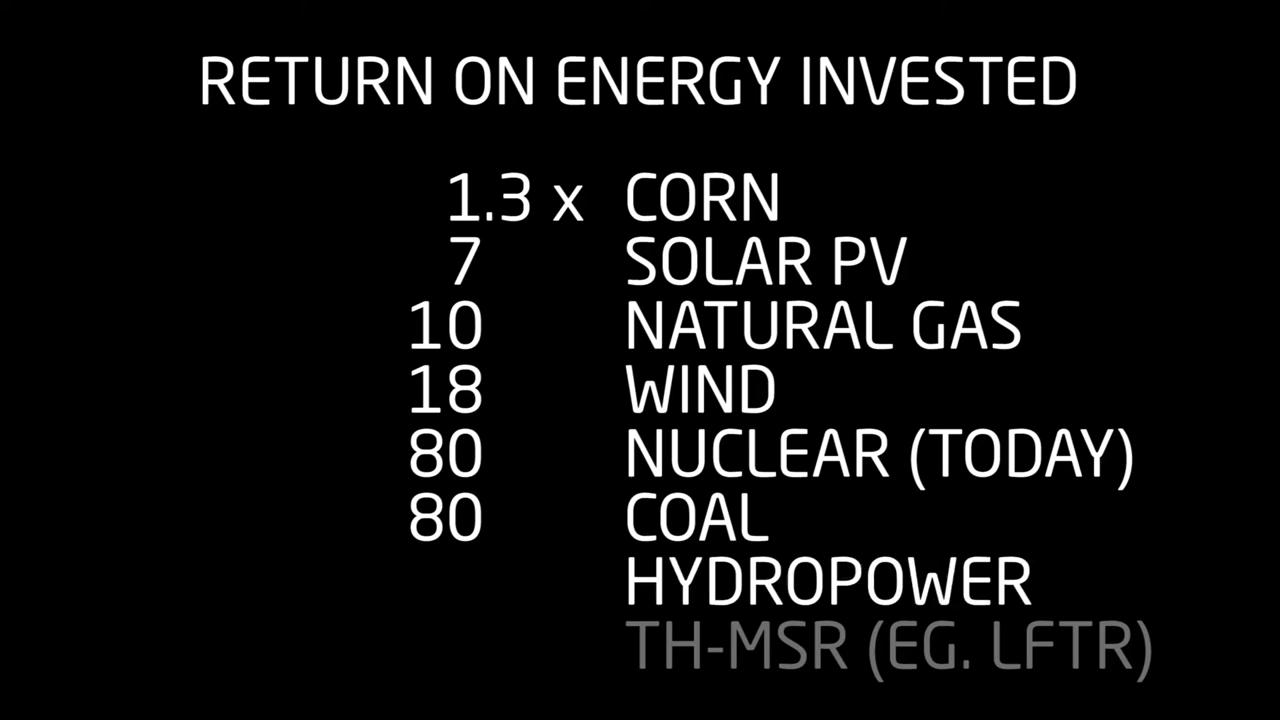 RETURN ON ENERGY INVESTED
1.3 x CORN
7 SOLAR PV
10 NATURAL GAS
18 WIND
80 NUCLEAR (TODAY)
80 COAL
HYDROPOWER
TH-MSR (EG. LFTR)